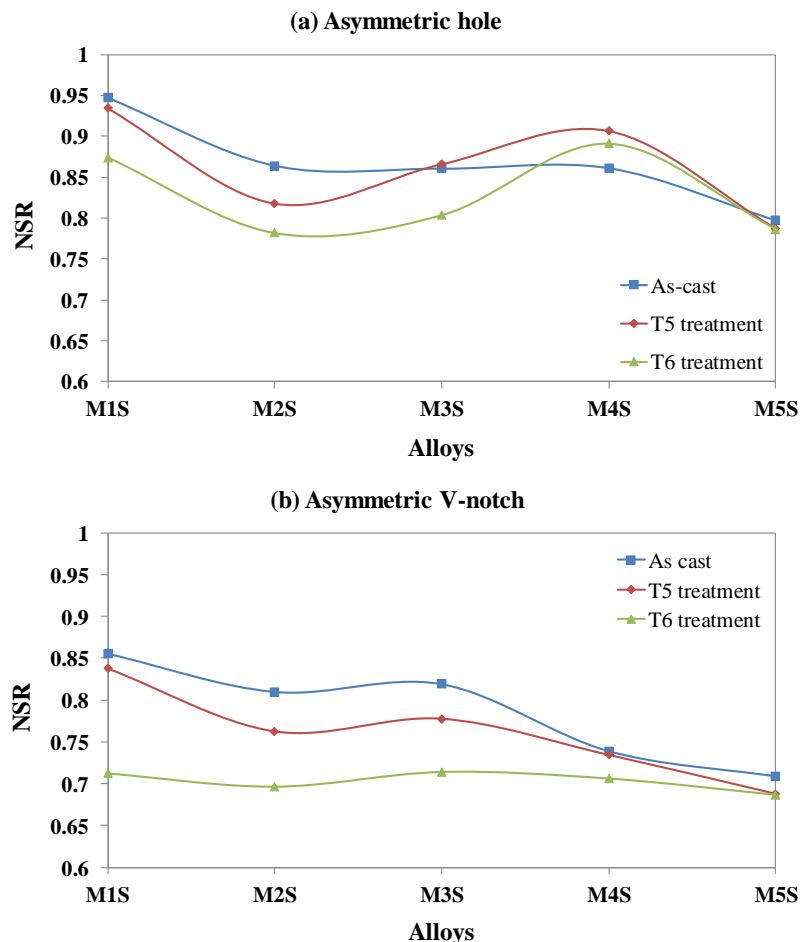 (a) Asymmetric hole
1
0.95
0.9
0.85
0.8
0.75
0.7
0.65
0.6
NSR
As-cast
T5 treatment
T6 treatment
M1S M2S M3S M4S M5S
Alloys
(b) Asymmetric V-notch
1
0.95
0.9
0.85
0.8
0.75
0.7
0.65
0.6
NSR
As cast
T5 treatment
T6 treatment
M1S M2S M3S M4S M5S
Alloys